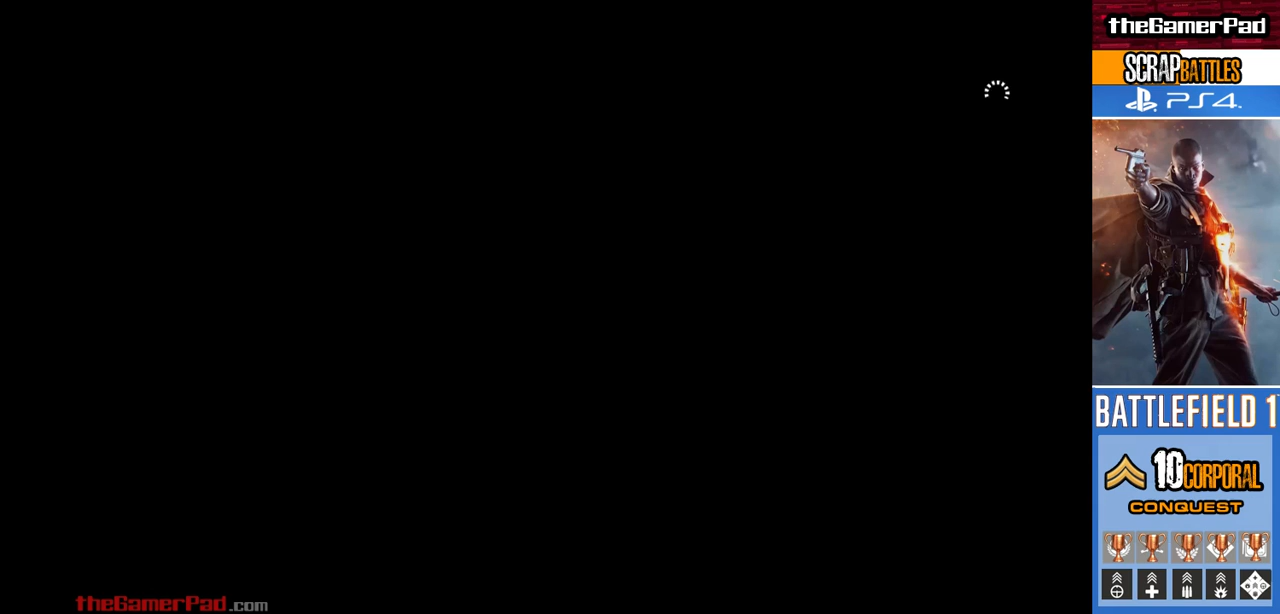 theGamerPad
SCRAPBATTLES
PS4
BATTLEFIELD 1
10 CORPORAL
CONQUEST
theGamerPad.com